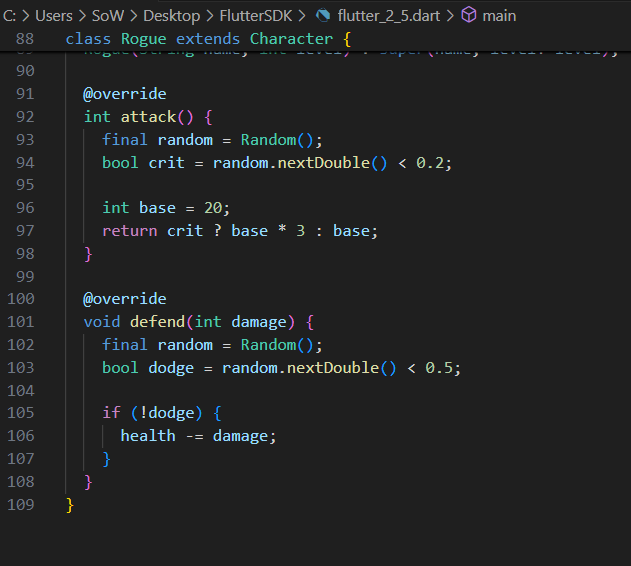 C: > Users > SoW > Desktop > FlutterSDK > flutter_2_5.dart > main
88 class Rogue extends Character {
90
91 @override
92 int attack() {
93 final random = Random();
94 bool crit = random.nextDouble() < 0.2;
95
96 int base = 20;
97 return crit ? base * 3 : base;
98 }
99
100 @override
101 void defend(int damage) {
102 final random = Random();
103 bool dodge = random.nextDouble() < 0.5;
104
105 if (!dodge) {
106 health -= damage;
107 }
108 }
109 }